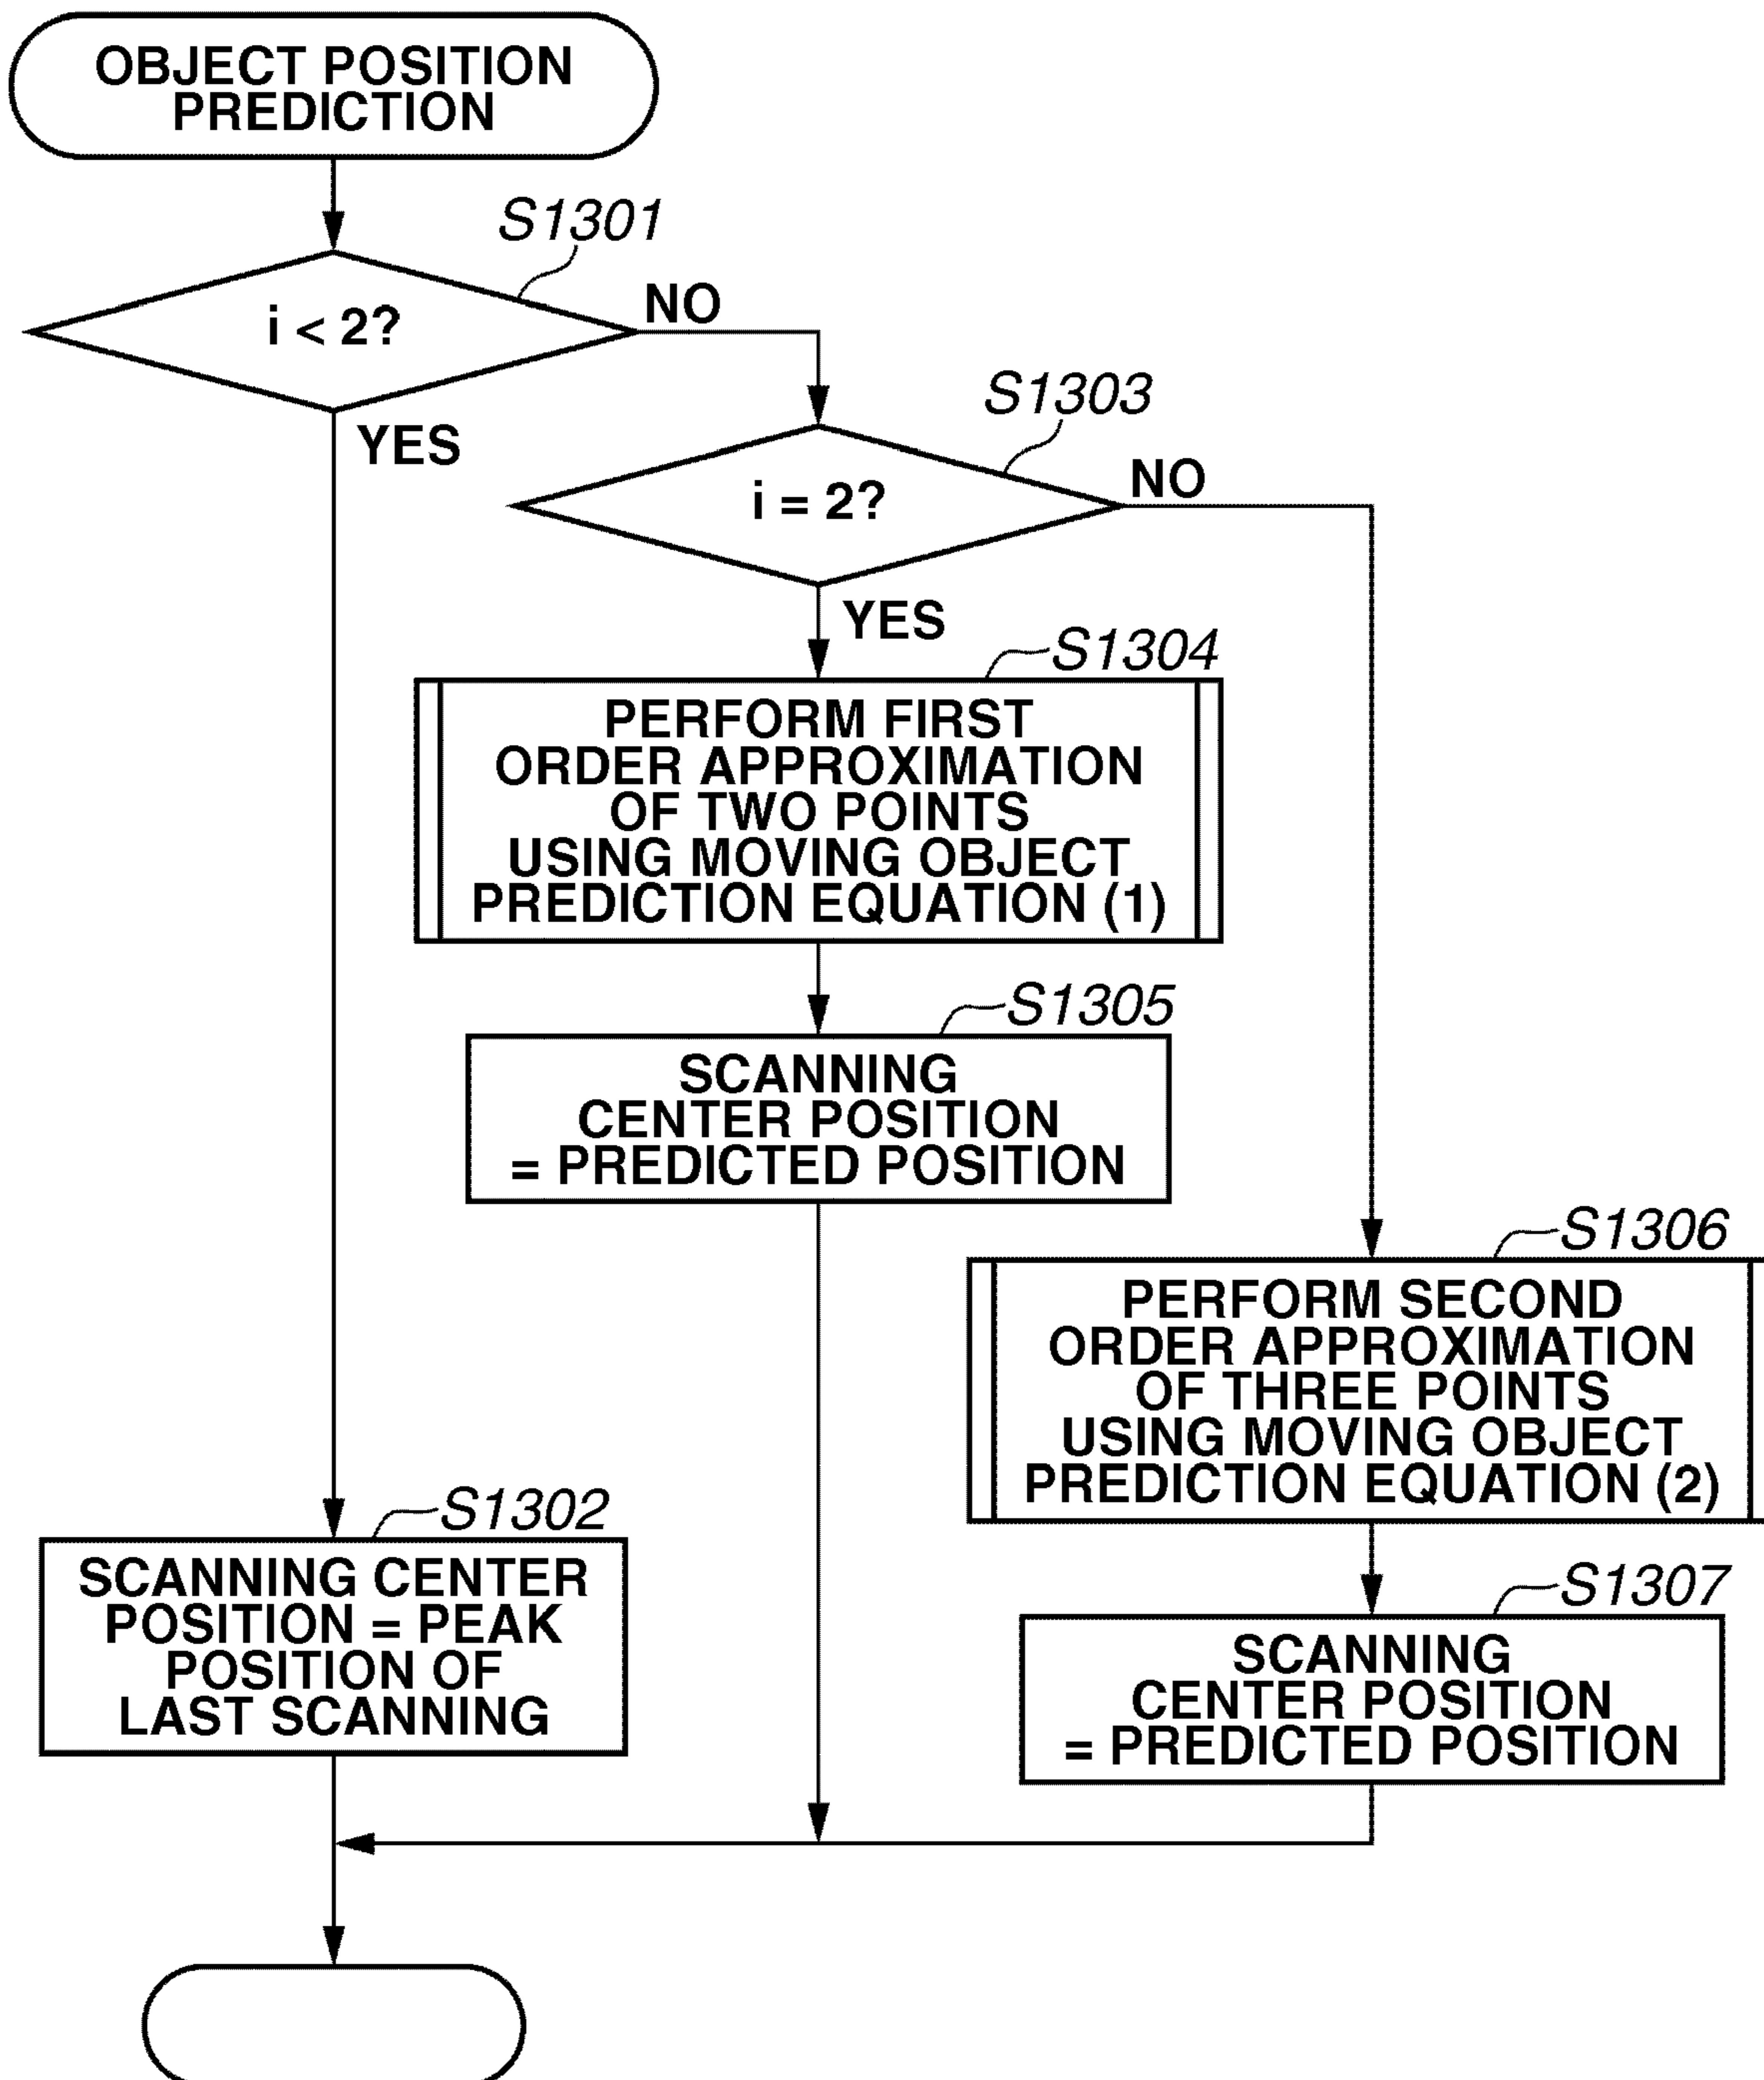 OBJECT POSITION
PREDICTION
S1301
i < 2?
NO
YES
S1303
i = 2?
NO
YES
S1304
PERFORM FIRST
ORDER APPROXIMATION
OF TWO POINTS
USING MOVING OBJECT
PREDICTION EQUATION (1)
S1305
SCANNING
CENTER POSITION
= PREDICTED POSITION
S1306
PERFORM SECOND
ORDER APPROXIMATION
OF THREE POINTS
USING MOVING OBJECT
PREDICTION EQUATION (2)
S1302
SCANNING CENTER
POSITION = PEAK
POSITION OF
LAST SCANNING
S1307
SCANNING
CENTER POSITION
= PREDICTED POSITION